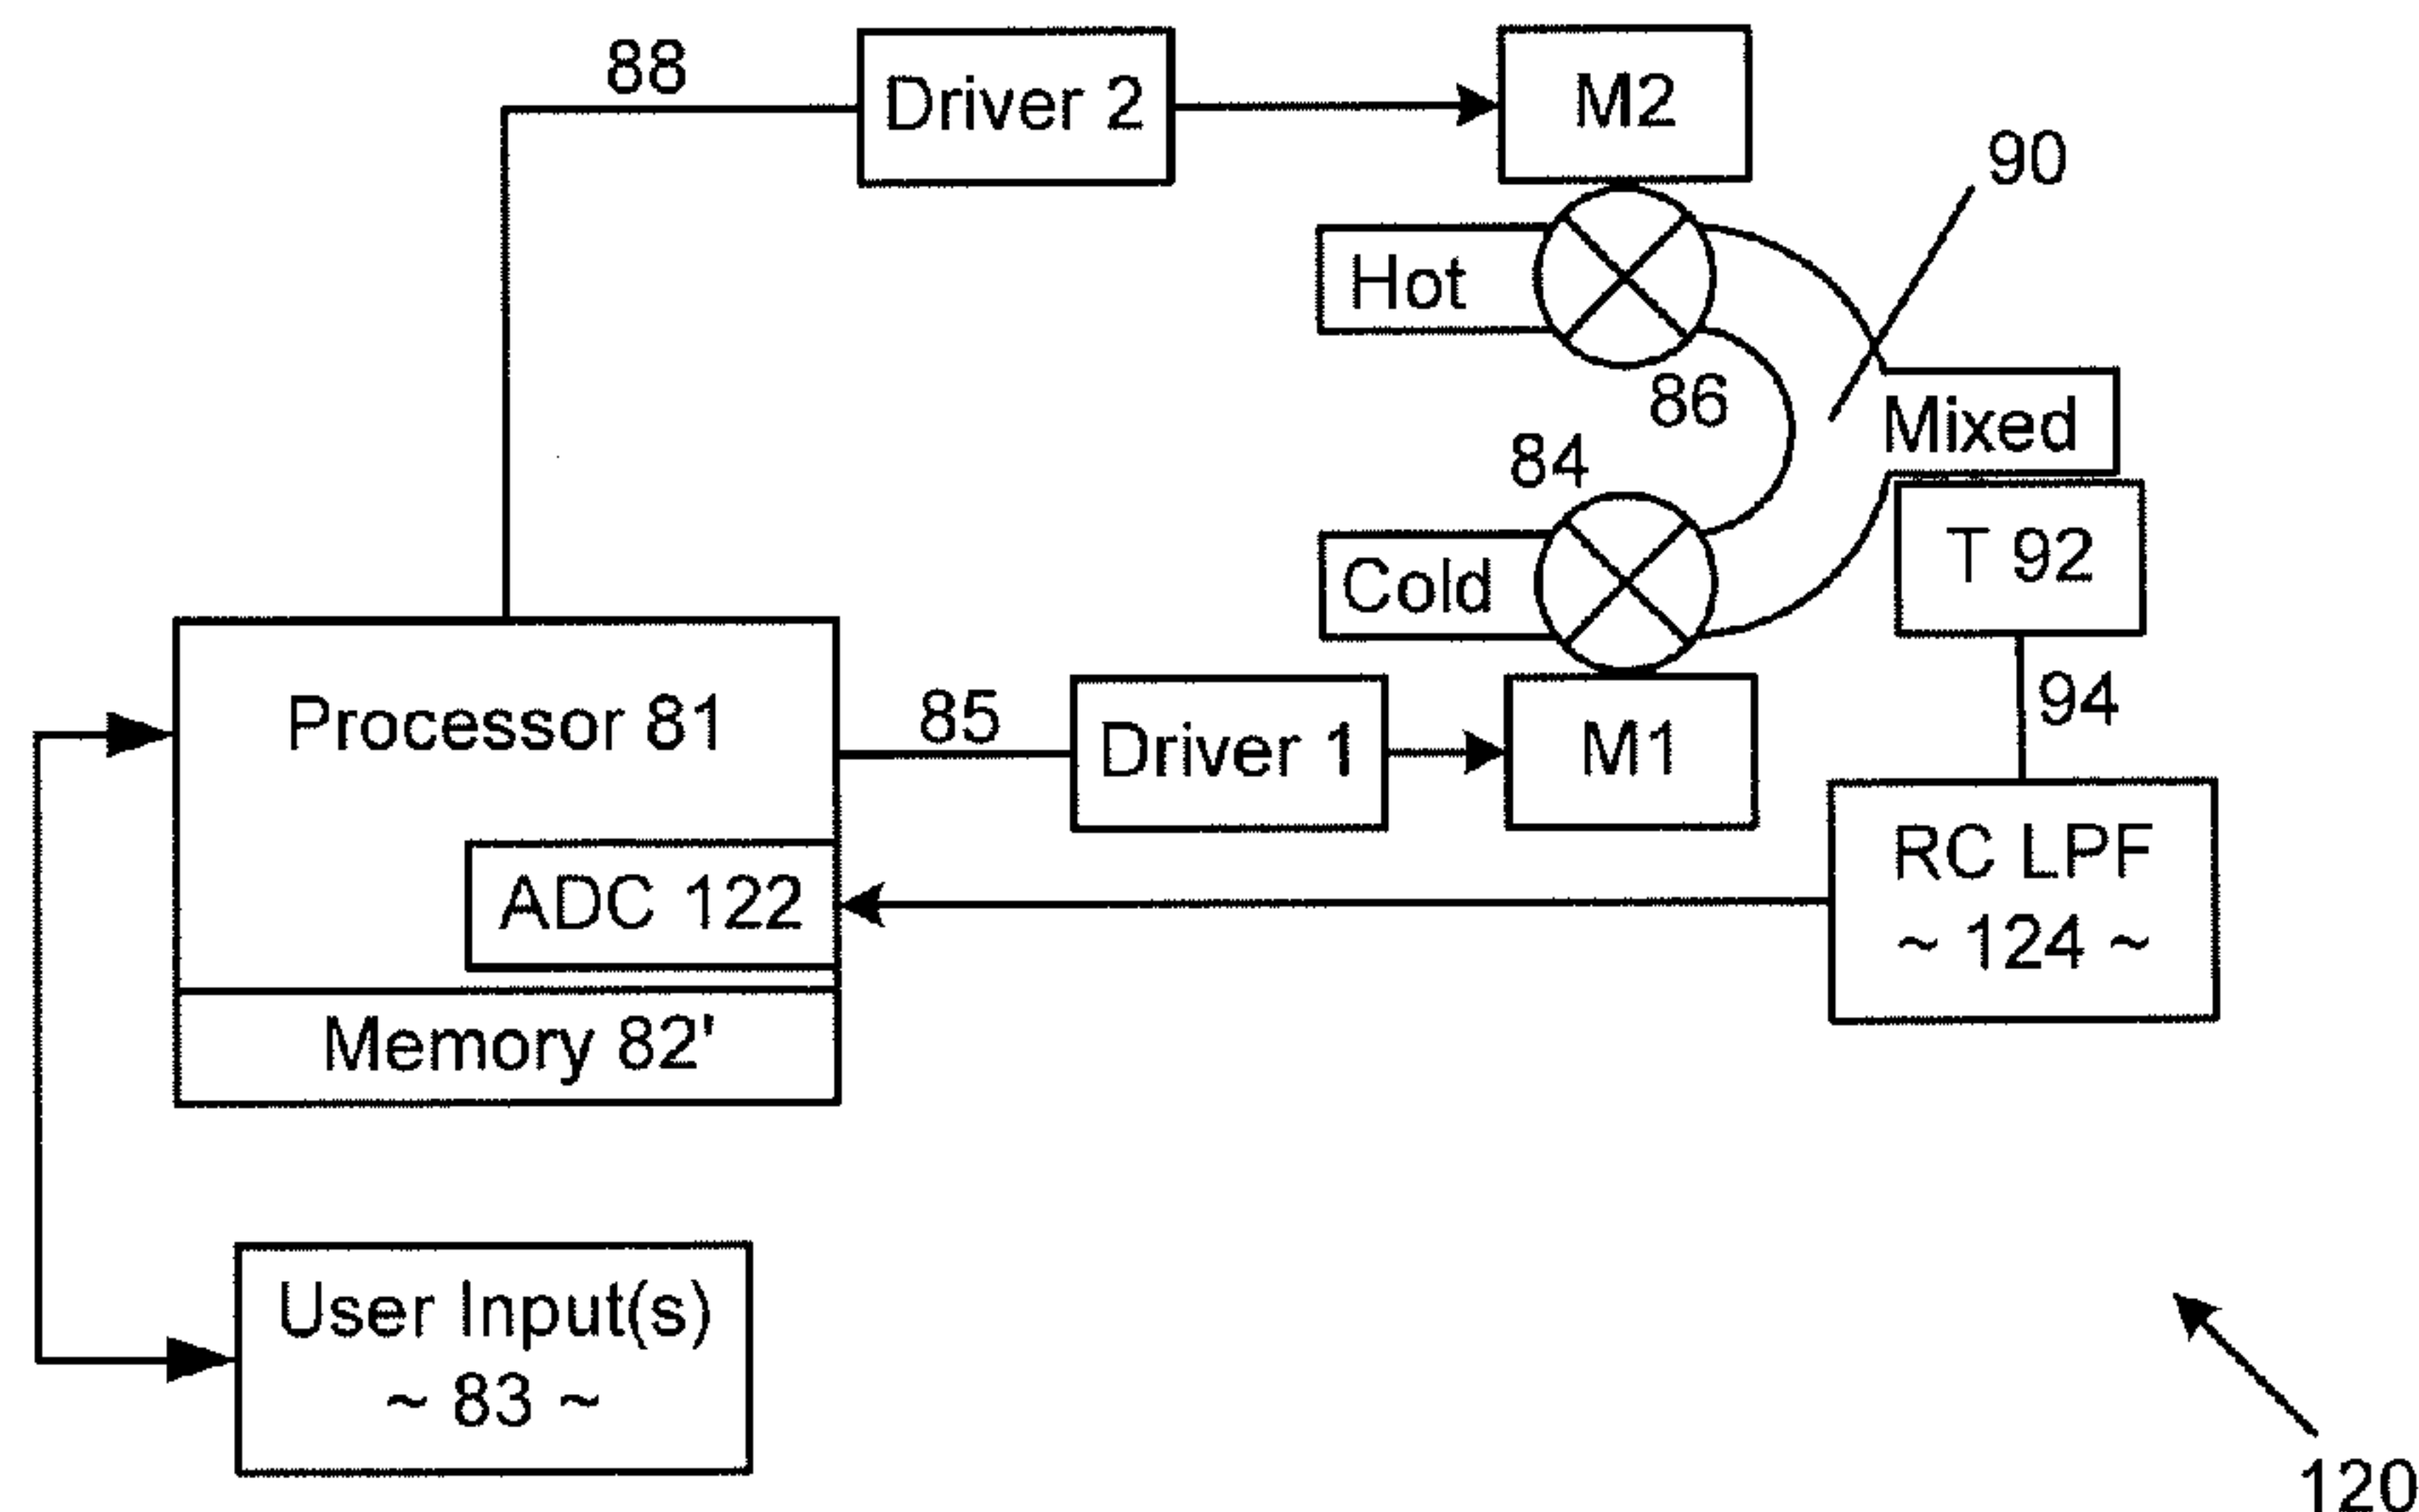 88
Driver 2
M2
90
Hot
86
Mixed
84
Cold
T 92
94
Processor 81
85
Driver 1
M1
RC LPF
~ 124 ~
ADC 122
Memory 82'
User Input(s)
~ 83 ~
120